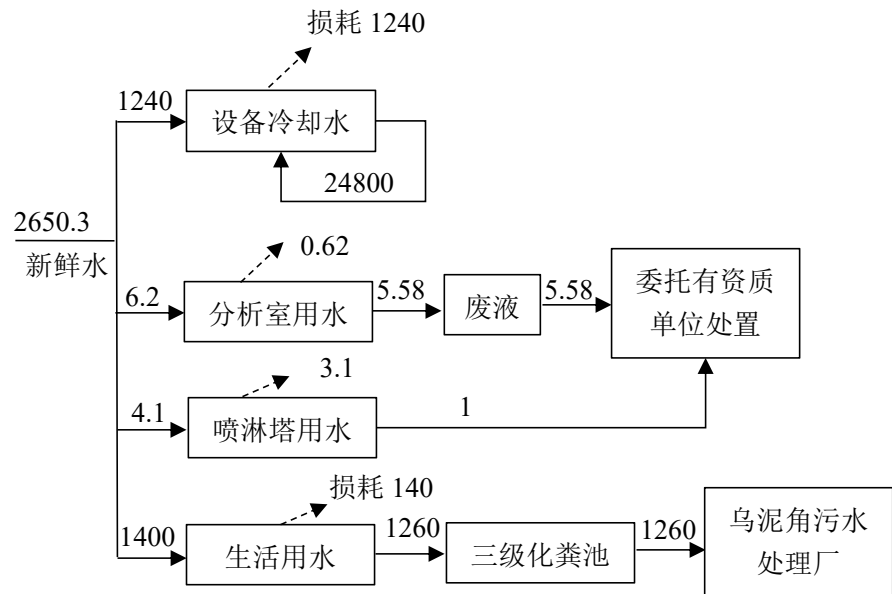 损耗 1240
1240
设备冷却水
24800
2650.3
新鲜水
0.62
6.2
分析室用水
5.58
废液
5.58
委托有资质
单位处置
3.1
4.1
喷淋塔用水
1
损耗 140
1400
生活用水
1260
三级化粪池
1260
乌泥角污水
处理厂